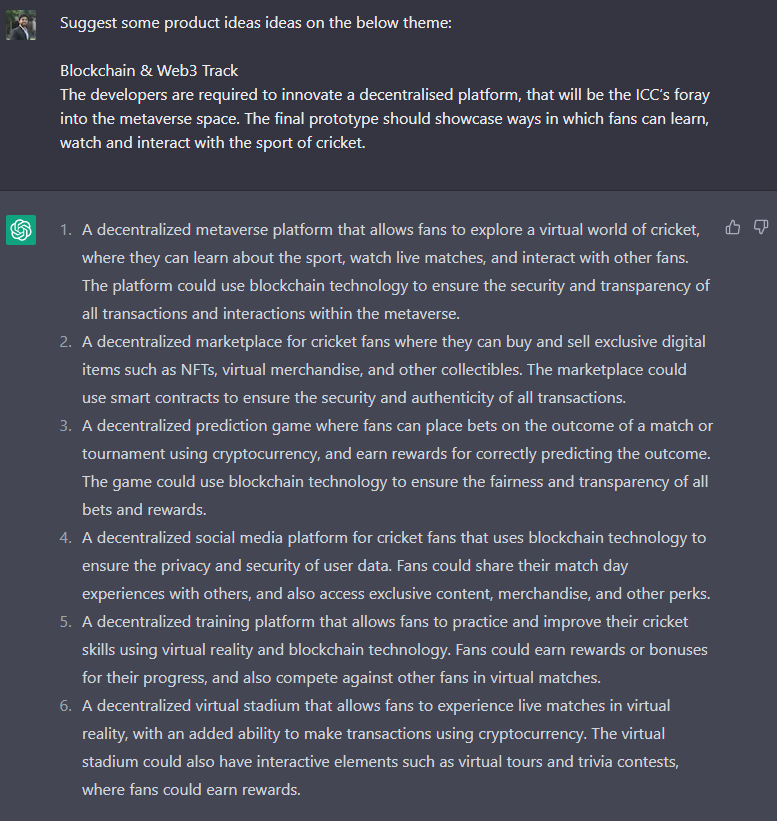 Suggest some product ideas ideas on the below theme:
Blockchain & Web3 Track
The developers are required to innovate a decentralised platform, that will be the ICC's foray
into the metaverse space. The final prototype should showcase ways in which fans can learn,
watch and interact with the sport of cricket.
1. A decentralized metaverse platform that allows fans to explore a virtual world of cricket,
where they can learn about the sport, watch live matches, and interact with other fans.
The platform could use blockchain technology to ensure the security and transparency of
all transactions and interactions within the metaverse.
2. A decentralized marketplace for cricket fans where they can buy and sell exclusive digital
items such as NFTs, virtual merchandise, and other collectibles. The marketplace could
use smart contracts to ensure the security and authenticity of all transactions.
3. A decentralized prediction game where fans can place bets on the outcome of a match or
tournament using cryptocurrency, and earn rewards for correctly predicting the outcome.
The game could use blockchain technology to ensure the fairness and transparency of all
bets and rewards.
4. A decentralized social media platform for cricket fans that uses blockchain technology to
ensure the privacy and security of user data. Fans could share their match day
experiences with others, and also access exclusive content, merchandise, and other perks.
5. A decentralized training platform that allows fans to practice and improve their cricket
skills using virtual reality and blockchain technology. Fans could earn rewards or bonuses
for their progress, and also compete against other fans in virtual matches.
6. A decentralized virtual stadium that allows fans to experience live matches in virtual
reality, with an added ability to make transactions using cryptocurrency. The virtual
stadium could also have interactive elements such as virtual tours and trivia contests,
where fans could earn rewards.